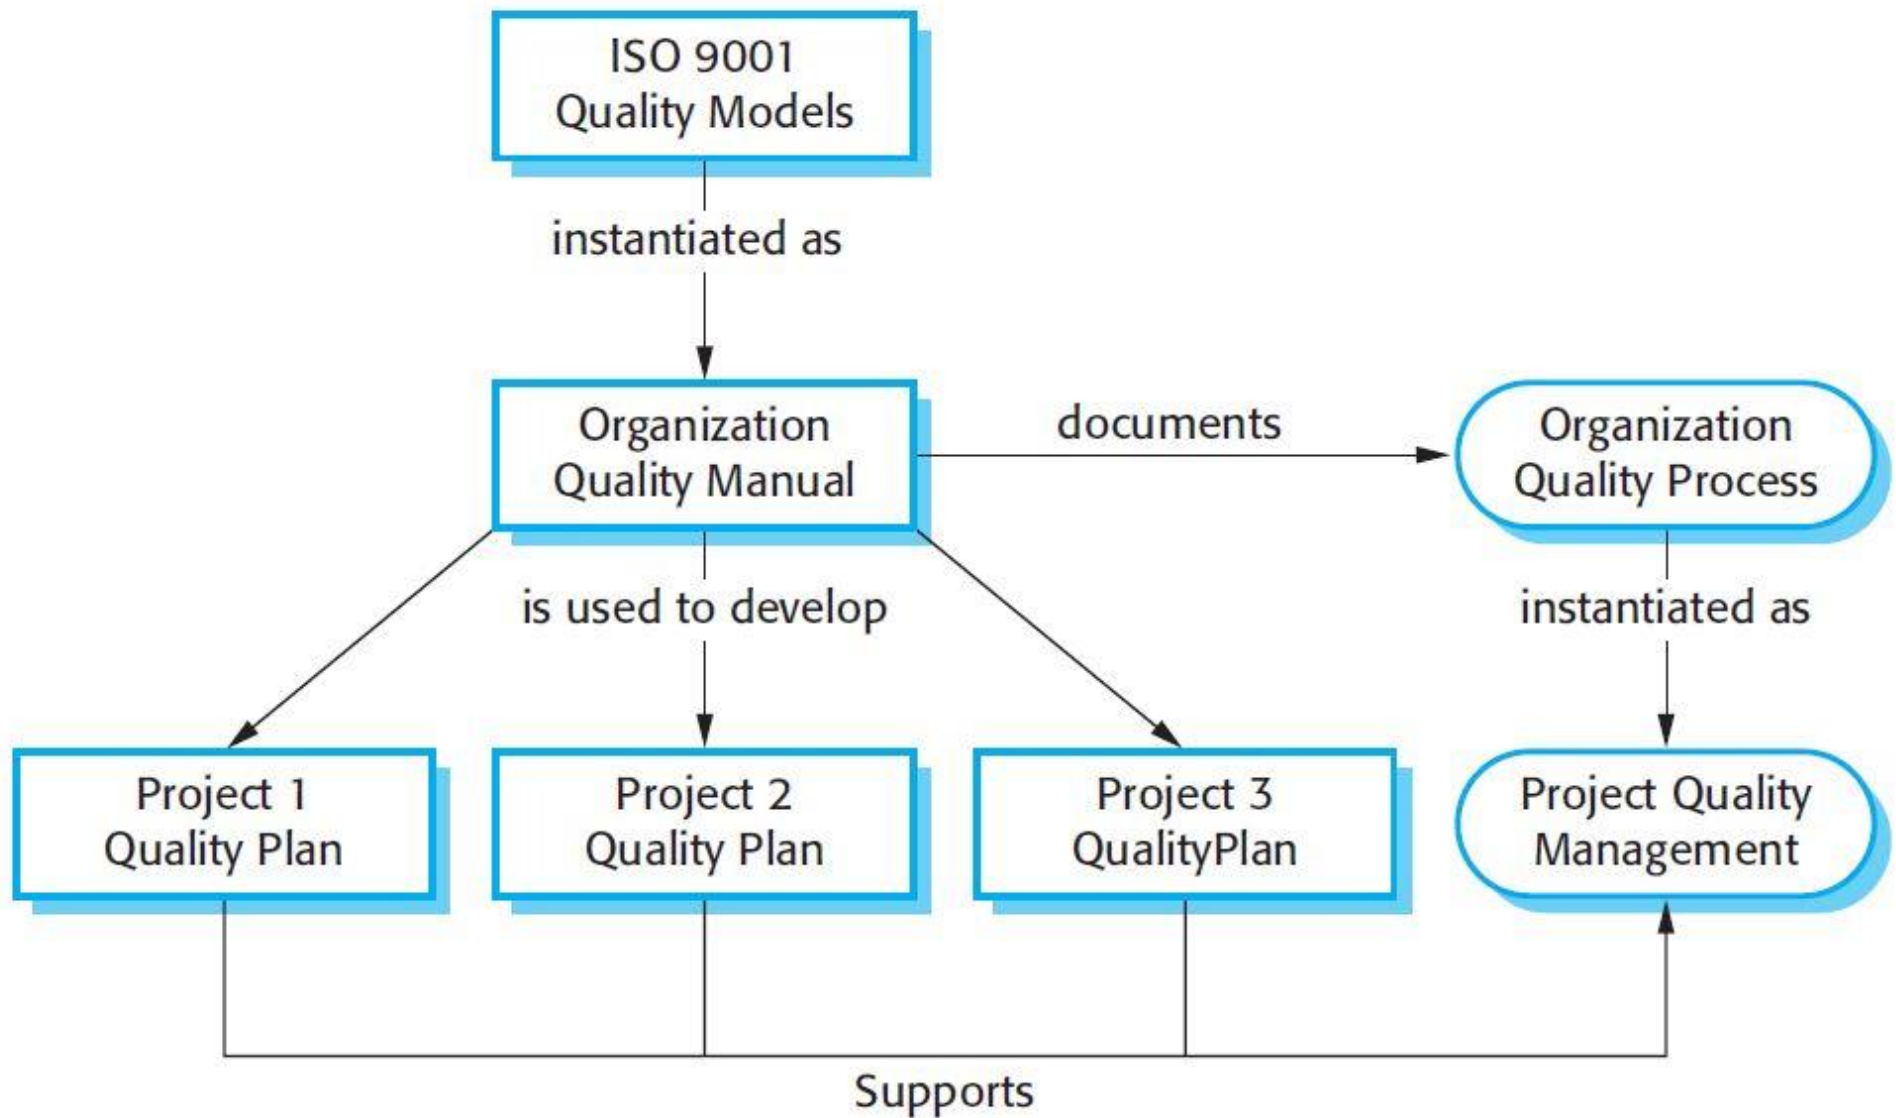 ISO 9001
Quality Models
instantiated as
Organization
Quality Manual
documents
Organization
Quality Process
is used to develop
instantiated as
Project 1
Quality Plan
Project 2
Quality Plan
Project 3
QualityPlan
Project Quality
Management
Supports